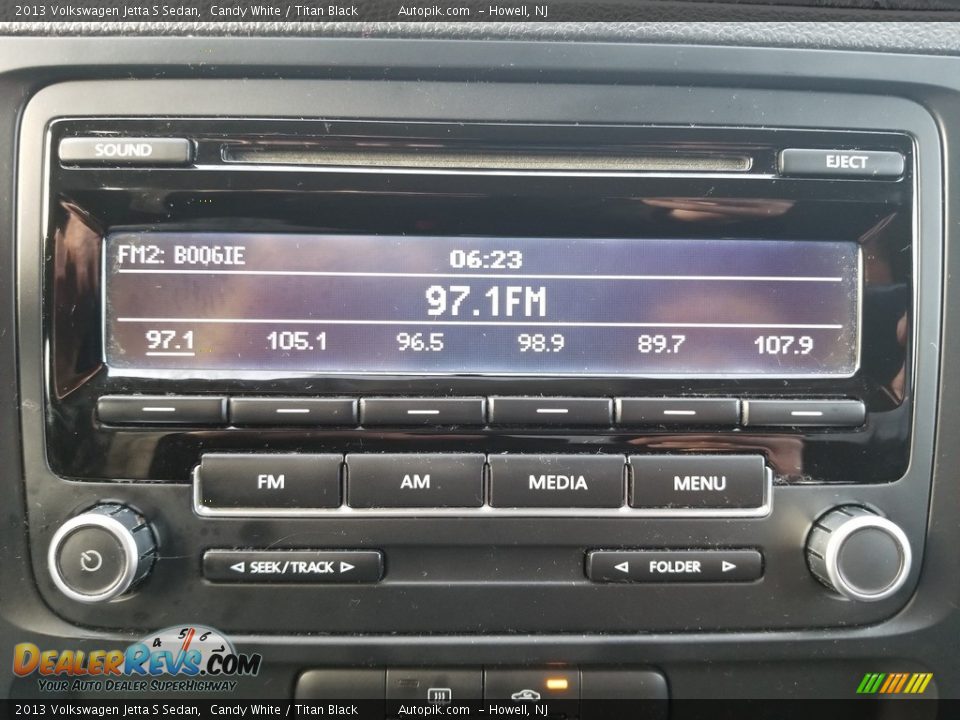 2013 Volkswagen Jetta S Sedan,  Candy White / Titan Black        Autopik.com  - Howell, NJ
SOUND
EJECT
FM2: BOOGIE 06:23
97.1FM
97.1 105.1 96.5 98.9 89.7 107.9
FM AM MEDIA MENU
SEEK/TRACK FOLDER
4 5 6
DEALERREVS.COM
YOUR AUTO DEALER SUPERHIGHWAY
2013 Volkswagen Jetta S Sedan,  Candy White / Titan Black        Autopik.com  - Howell, NJ